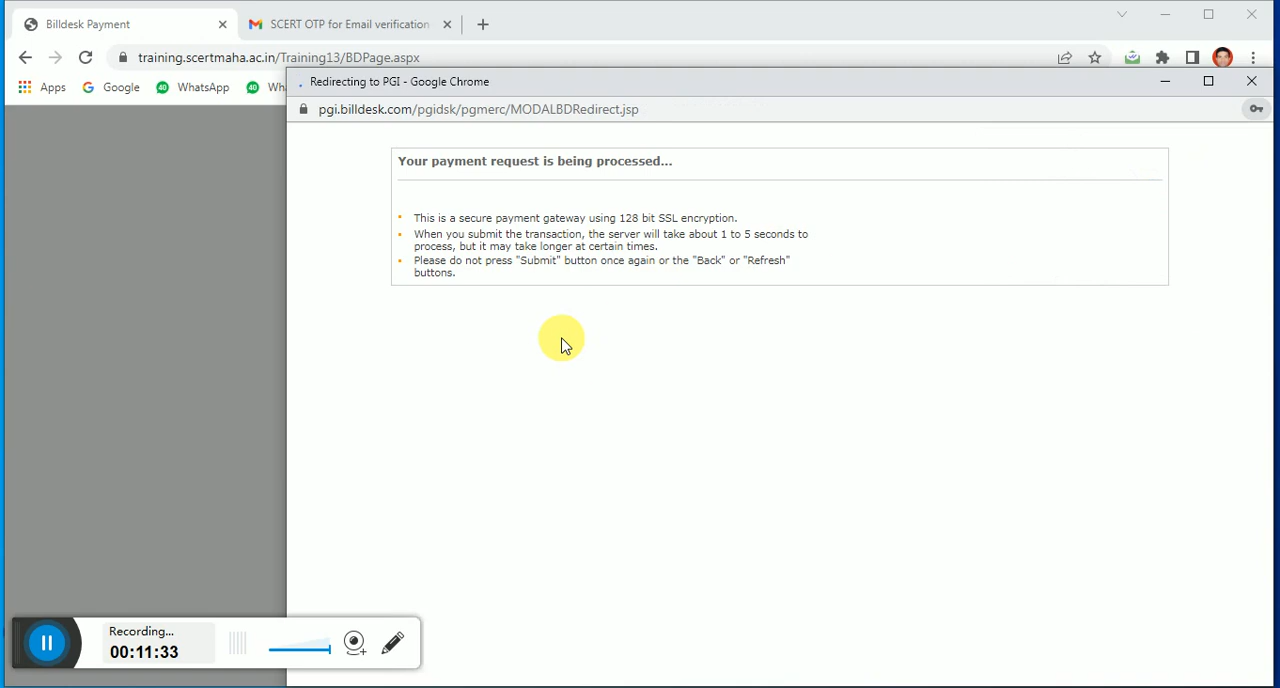 Billdesk Payment
SCERT OTP for Email verification
training.scertmaha.ac.in/Training13/BDPage.aspx
Apps
Google
40
WhatsApp
40
Wh
Redirecting to PGI - Google Chrome
pgi.billdesk.com/pgidsk/pgmerc/MODALBDRedirect.jsp
Your payment request is being processed...
This is a secure payment gateway using 128 bit SSL encryption.
When you submit the transaction, the server will take about 1 to 5 seconds to
process, but it may take longer at certain times.
Please do not press "Submit" button once again or the "Back" or "Refresh"
buttons.
Recording...
00:11:33